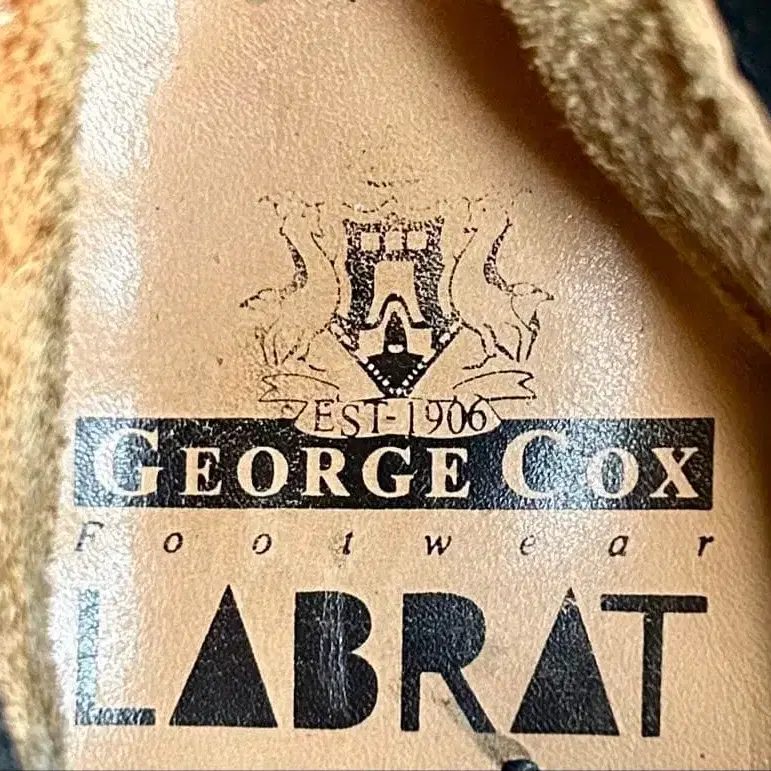 EST-1906
GEORGE COX
Footwear
LABRAT